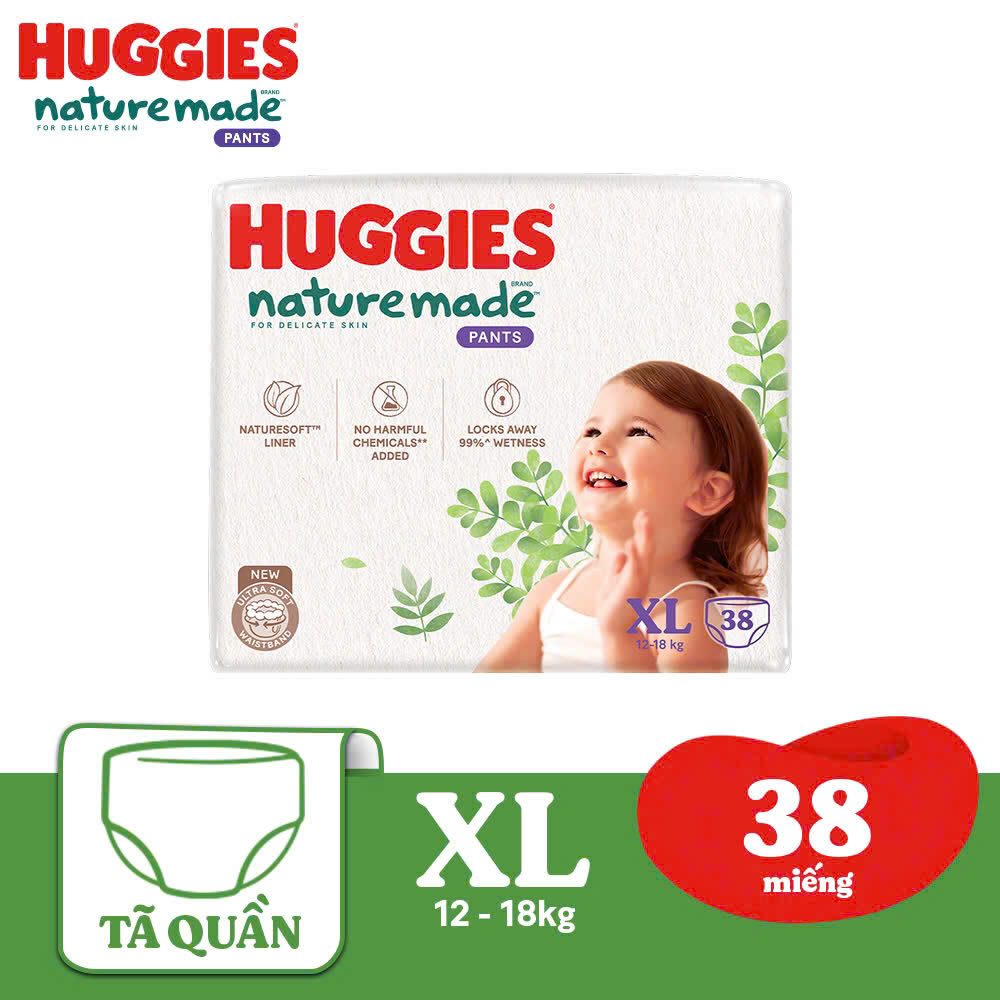 HUGGIES
BRAND
naturemade™
FOR DELICATE SKIN
PANTS
HUGGIES
BRAND
naturemade™
FOR DELICATE SKIN
PANTS
NATURESOFT™
LINER
NO HARMFUL
CHEMICALS**
ADDED
LOCKS AWAY
99%^ WETNESS
NEW
ULTRA SOFT
WAISTBAND
XL
38
12-18 kg
TÃ QUẦN
XL
12 - 18kg
38
miếng